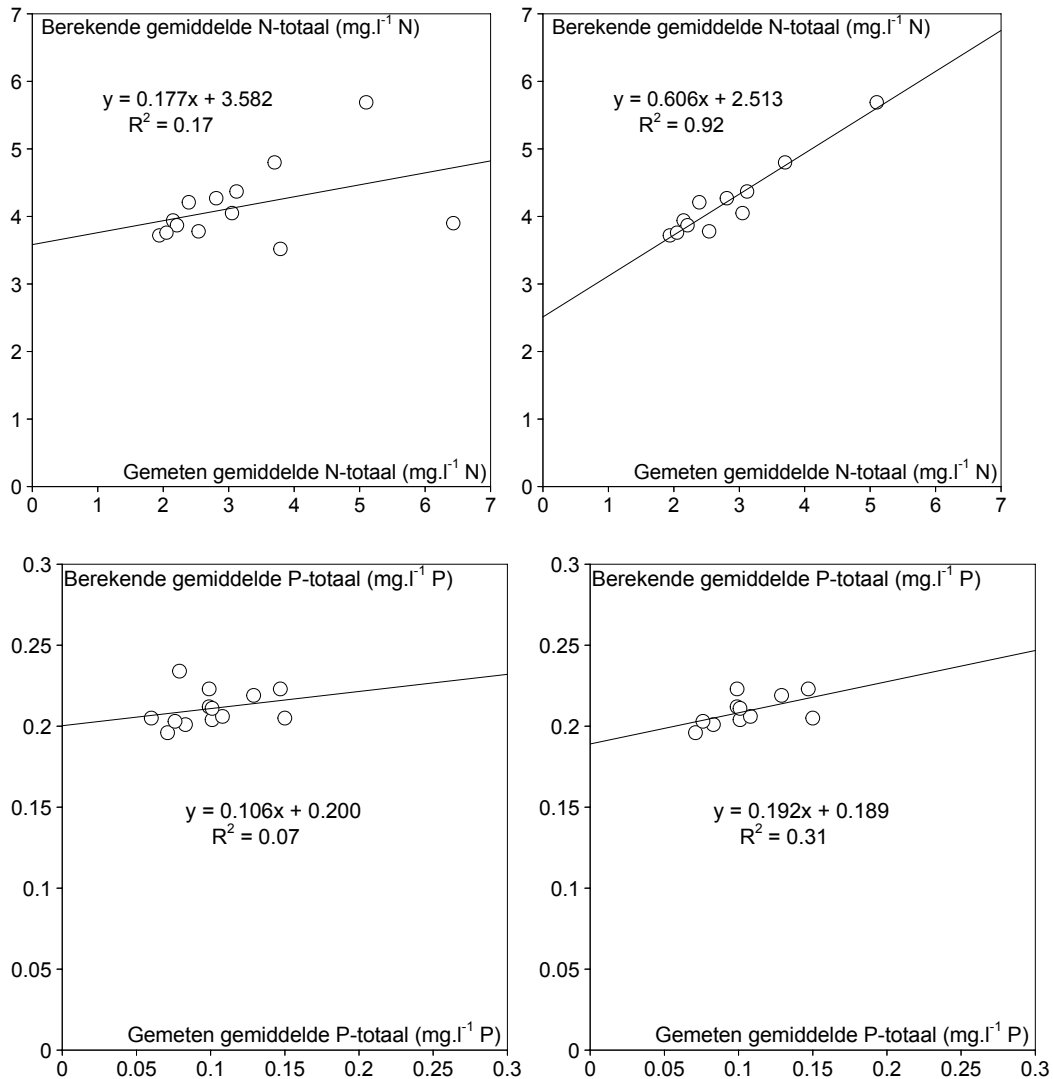 Berekende gemiddelde N-totaal (mg.l⁻¹ N)
y = 0.177x + 3.582
R² = 0.17
7
6
5
4
3
2
1
0
Gemeten gemiddelde N-totaal (mg.l⁻¹ N)
0 1 2 3 4 5 6 7
Berekende gemiddelde N-totaal (mg.l⁻¹ N)
y = 0.606x + 2.513
R² = 0.92
7
6
5
4
3
2
1
0
Gemeten gemiddelde N-totaal (mg.l⁻¹ N)
0 1 2 3 4 5 6 7
Berekende gemiddelde P-totaal (mg.l⁻¹ P)
0.3
0.25
0.2
0.15
0.1
0.05
0
y = 0.106x + 0.200
R² = 0.07
Gemeten gemiddelde P-totaal (mg.l⁻¹ P)
0 0.05 0.1 0.15 0.2 0.25 0.3
Berekende gemiddelde P-totaal (mg.l⁻¹ P)
0.3
0.25
0.2
0.15
0.1
0.05
0
y = 0.192x + 0.189
R² = 0.31
Gemeten gemiddelde P-totaal (mg.l⁻¹ P)
0 0.05 0.1 0.15 0.2 0.25 0.3